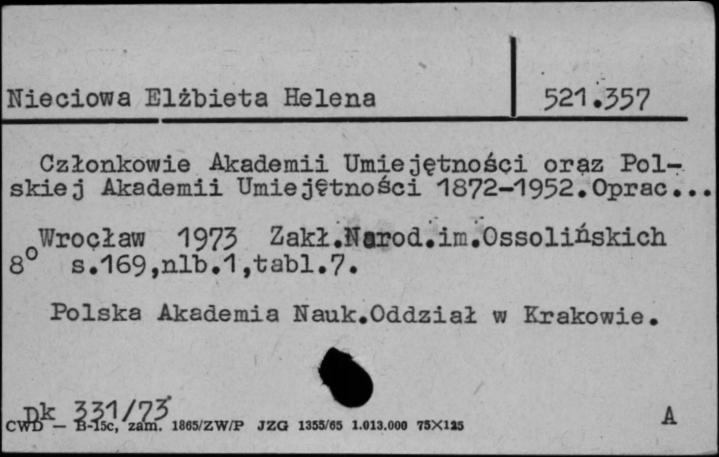 Nieciowa Elżbieta Helena 521.357
Członkowie Akademii Umiejętności oraz Pol-
skiej Akademii Umiejętności 1872-1952.Oprac...
Wrocław 1973 Zakł.Narod.im.Ossolińskich
8° s.169,nlb.1,tabl.7.
Polska Akademia Nauk.Oddział w Krakowie.
Dk 331/73
A
CWD — B-15c, zam. 1865/ZW/P JZG 1355/65 1.013.000 75×125